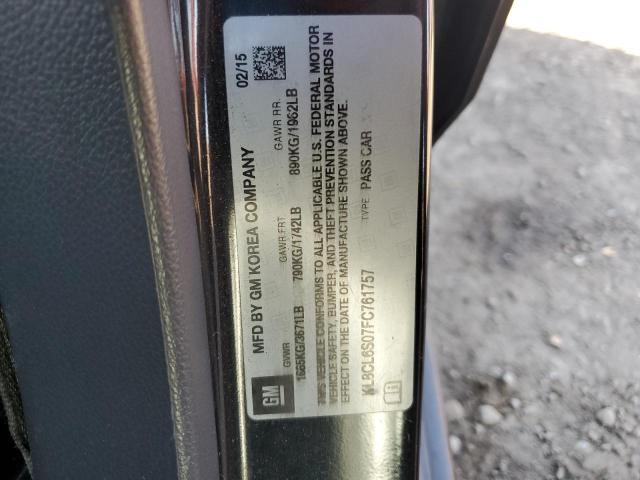 GM
MFD BY GM KOREA COMPANY 02/15
GVWR GAWR FRT GAWR RR
1665KG/3671LB 790KG/1742LB 890KG/1962LB
THIS VEHICLE CONFORMS TO ALL APPLICABLE U.S. FEDERAL MOTOR
VEHICLE SAFETY, BUMPER, AND THEFT PREVENTION STANDARDS IN
EFFECT ON THE DATE OF MANUFACTURE SHOWN ABOVE.
KL8CL6S07FC761757 TYPE: PASS CAR